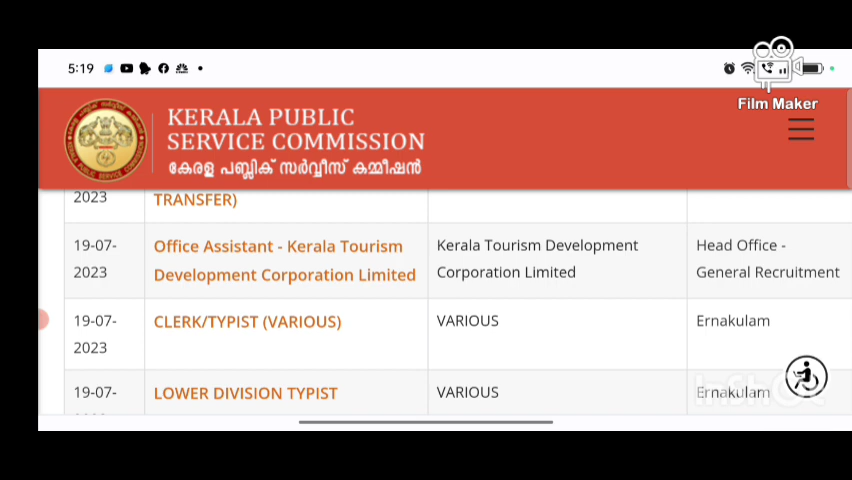 5:19
Film Maker
KERALA PUBLIC
SERVICE COMMISSION
കേരള പബ്ലിക് സർവ്വീസ് കമ്മീഷൻ
2023
TRANSFER)
19-07-
2023
Office Assistant - Kerala Tourism
Development Corporation Limited
Kerala Tourism Development
Corporation Limited
Head Office -
General Recruitment
19-07-
2023
CLERK/TYPIST (VARIOUS)
VARIOUS
Ernakulam
19-07-
LOWER DIVISION TYPIST
VARIOUS
Ernakulam
InShot